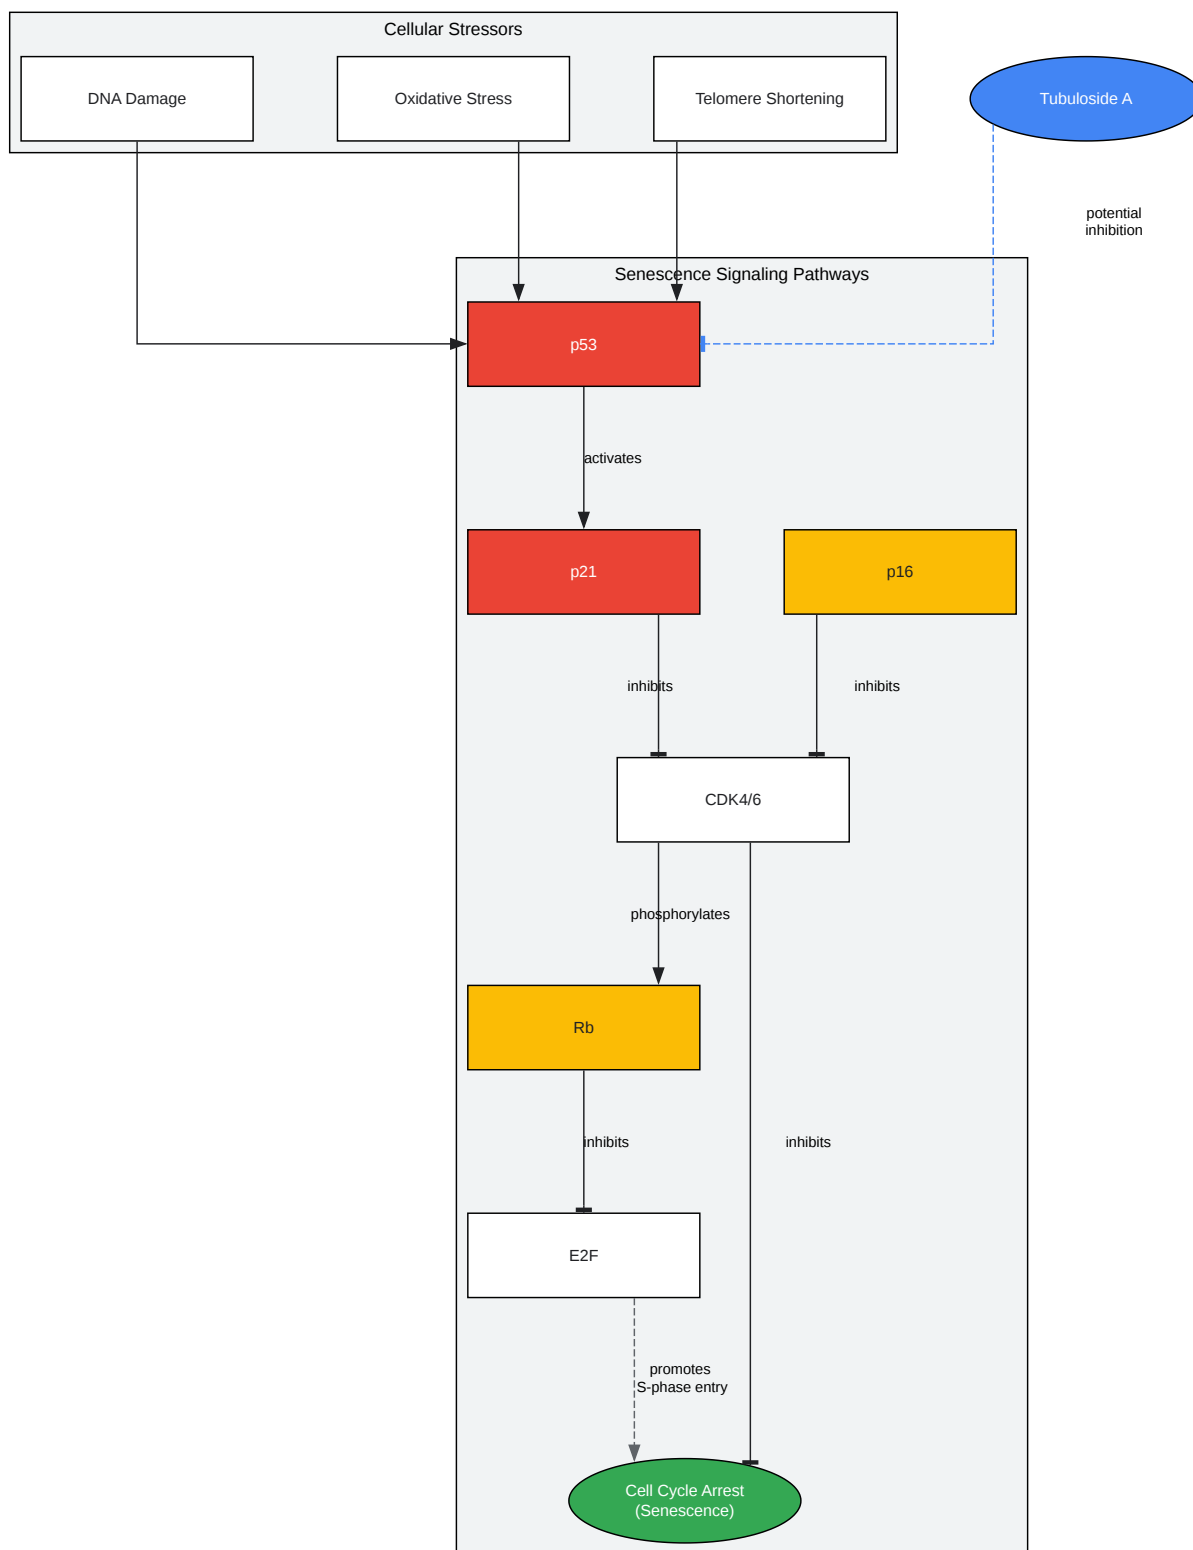 Cellular Stressors
DNA Damage
Oxidative Stress
Telomere Shortening
Tubuloside A
potential
inhibition
Senescence Signaling Pathways
p53
activates
p21
p16
inhibits
inhibits
CDK4/6
phosphorylates
Rb
inhibits
inhibits
E2F
promotes
S-phase entry
Cell Cycle Arrest
(Senescence)